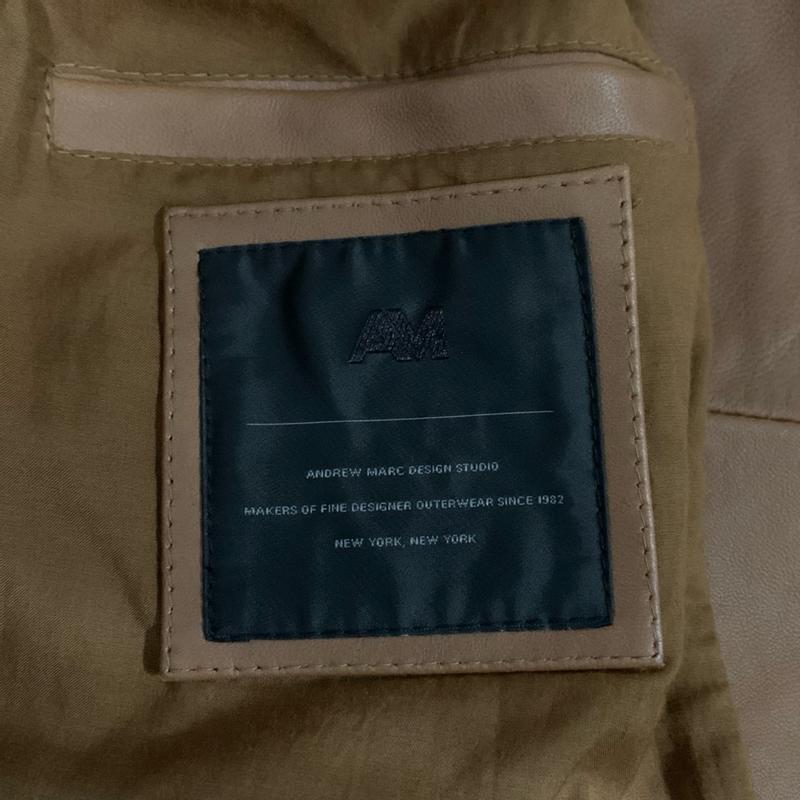 AM
ANDREW MARC DESIGN STUDIO
MAKERS OF FINE DESIGNER OUTERWEAR SINCE 1982
NEW YORK, NEW YORK